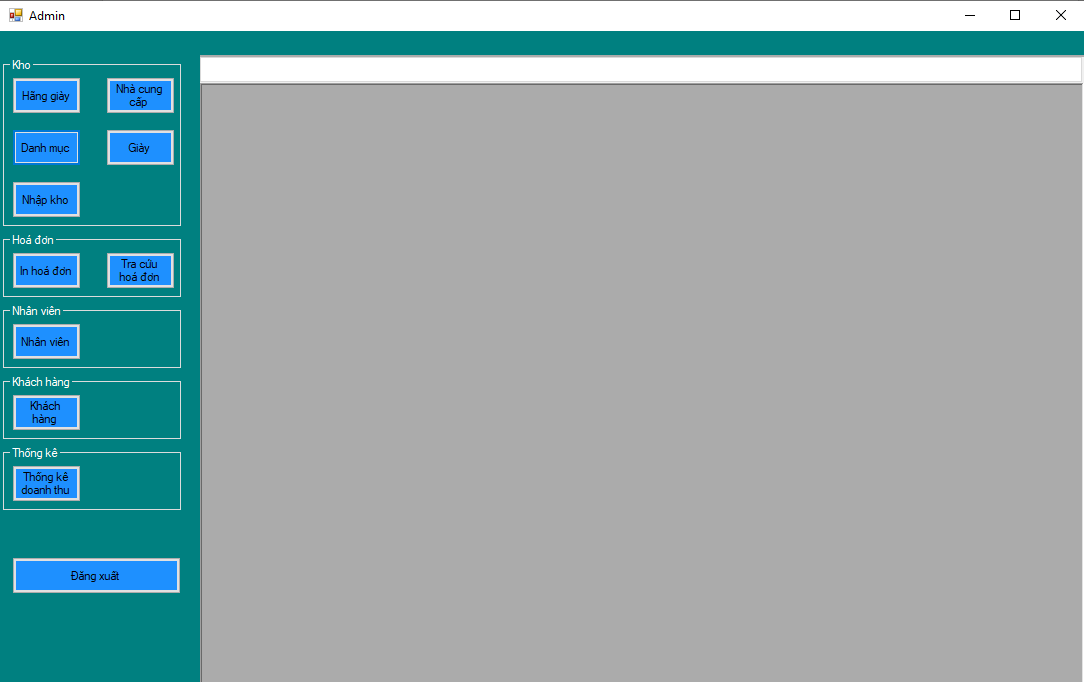 Admin
Kho
Hãng giày
Nhà cung
cấp
Danh mục
Giày
Nhập kho
Hoá đơn
In hoá đơn
Tra cứu
hoá đơn
Nhân viên
Nhân viên
Khách hàng
Khách
hàng
Thống kê
Thống kê
doanh thu
Đăng xuất